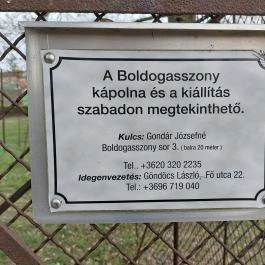 A Boldogasszony
kápolna és a kiállítás
szabadon megtekinthető.
Kulcs: Gondár Józsefné
Boldogasszony sor 3. ( balra 20 méter )
Tel.. +3620 320 2235
Idegenvezetés: Göndöcs László, Fő utca 22.
Tel.: +3696 719 040